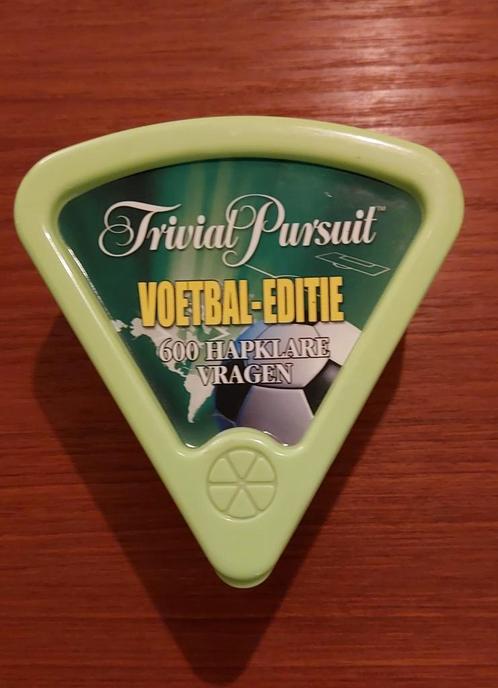 Trivial Pursuit™
VOETBAL-EDITIE
600 HAPKLARE
VRAGEN